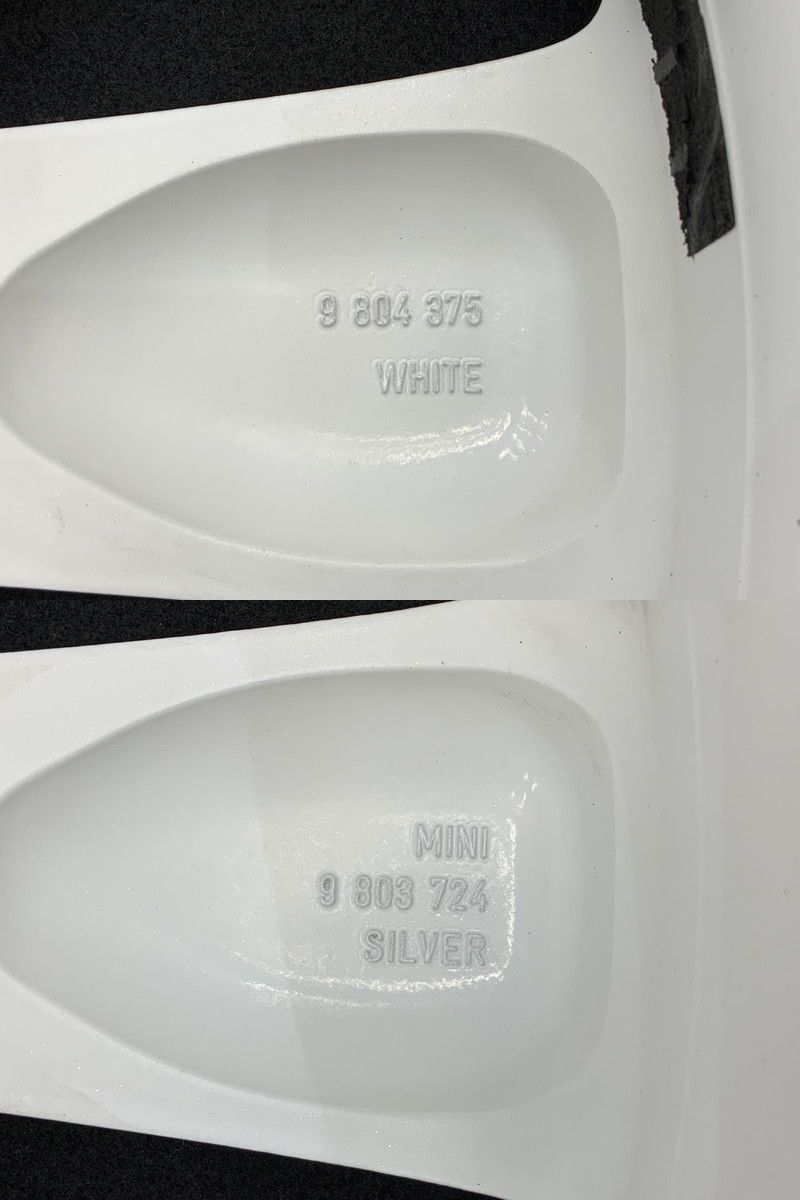 9 804 375
WHITE
MINI
9 803 724
SILVER